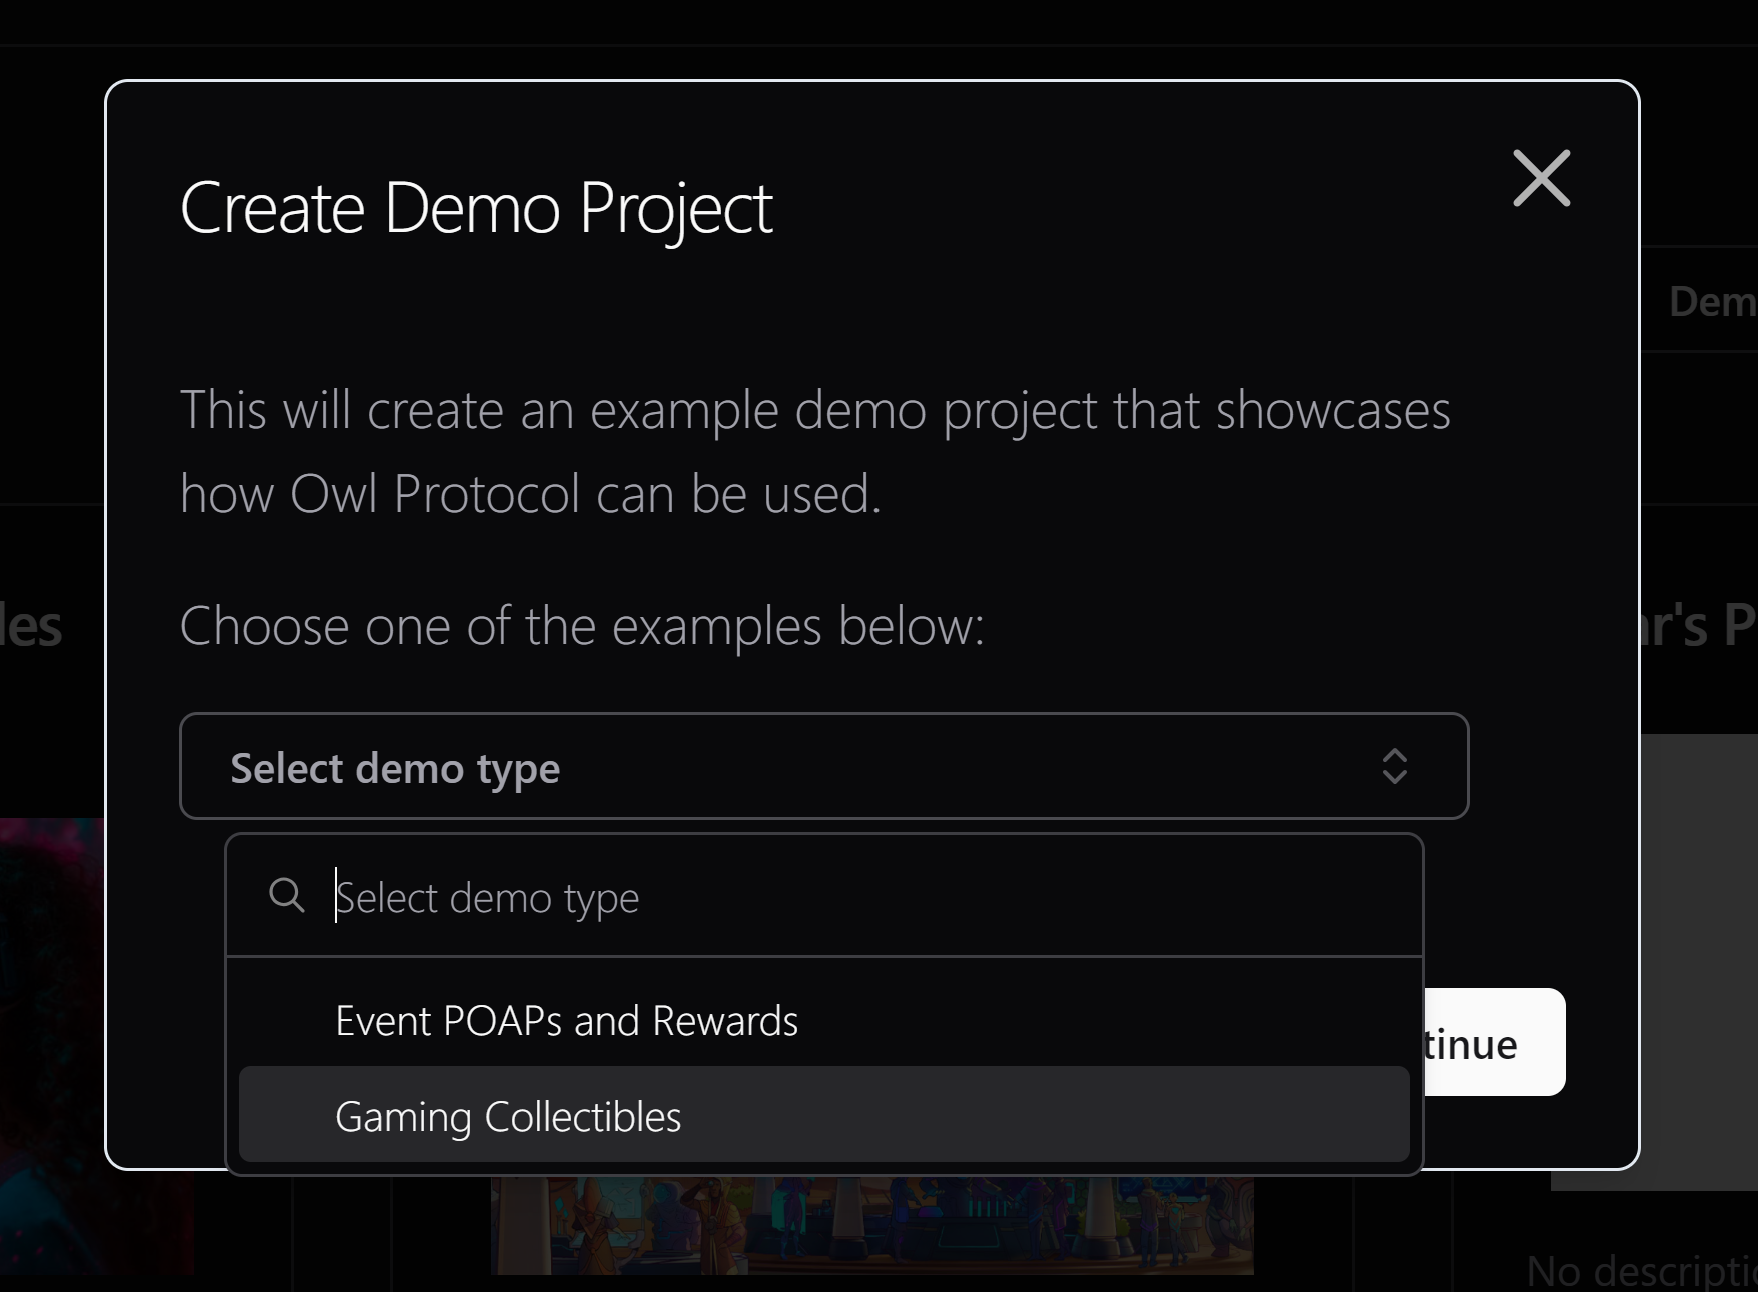 Create Demo Project
Dem
This will create an example demo project that showcases
how Owl Protocol can be used.
les
Choose one of the examples below:
r's P
Select demo type
Select demo type
Event POAPs and Rewards
tinue
Gaming Collectibles
No descripti